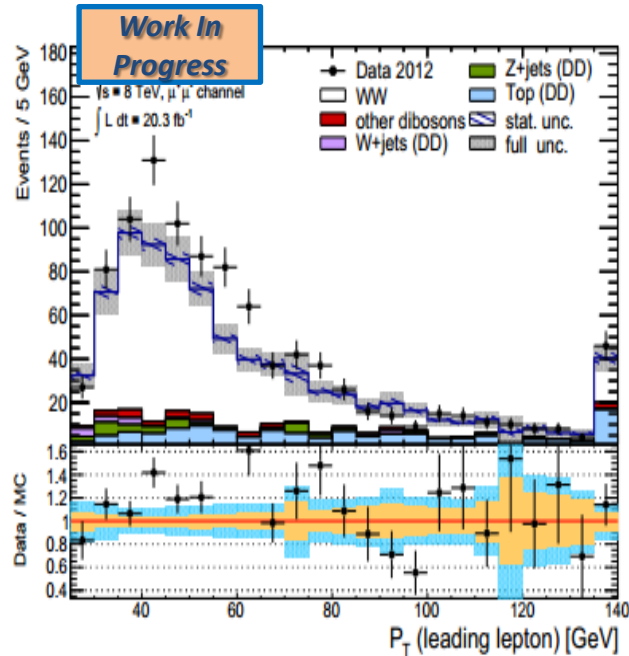 Work In
Progress
√s = 8 TeV, μ⁺μ⁻ channel
∫ L dt = 20.3 fb⁻¹
Data 2012
WW
other dibosons
W+jets (DD)
Z+jets (DD)
Top (DD)
stat. unc.
full unc.
Events / 5 GeV
180
160
140
120
100
80
60
40
20
Data / MC
1.6
1.4
1.2
1
0.8
0.6
0.4
40 60 80 100 120 140
P_T (leading lepton) [GeV]